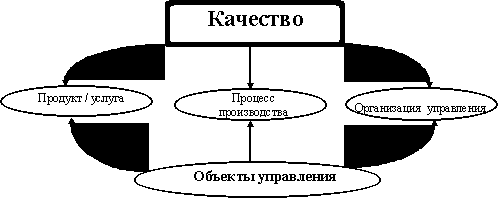 Качество
Продукт / услуга
Процесс
производства
Организация управления
Объекты управления